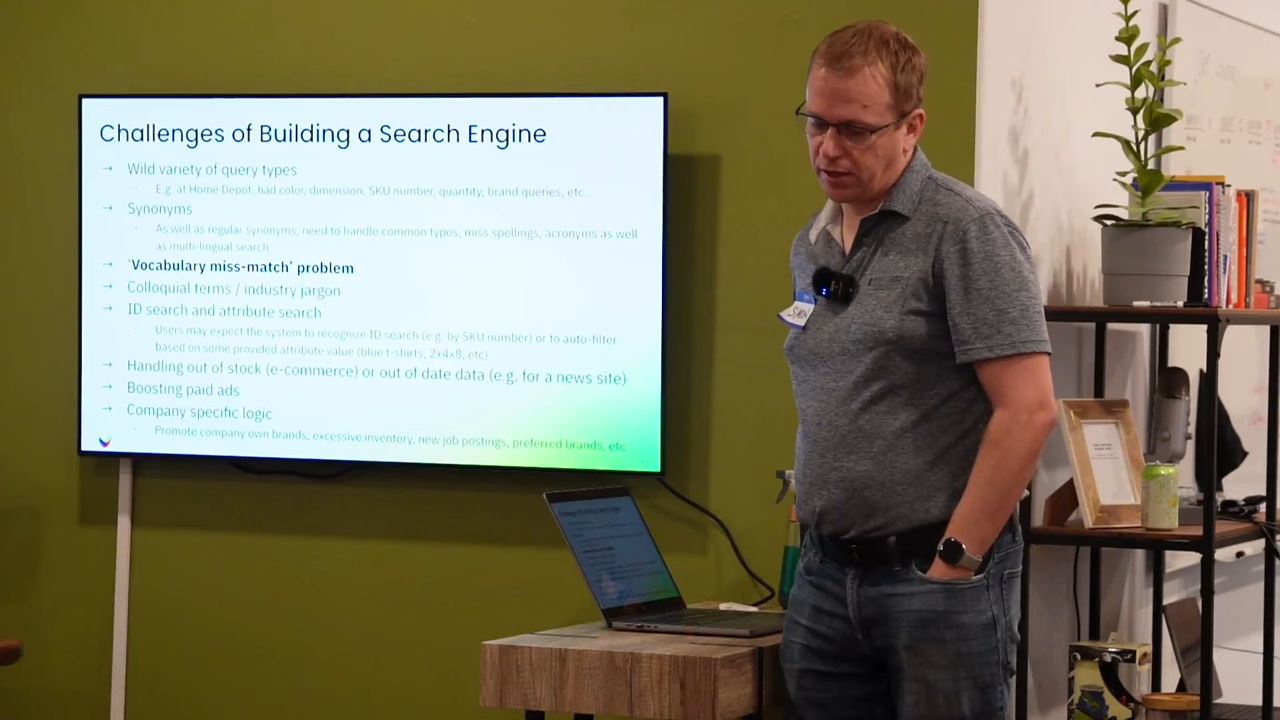 Challenges of Building a Search Engine
→ Wild variety of query types
· E.g. at Home Depot, had color, dimension, SKU number, quantity, brand queries, etc.
→ Synonyms
· As well as regular synonyms, need to handle common typos, miss spellings, acronyms as well
as multi-lingual search
→ 'Vocabulary miss-match' problem
→ Colloquial terms / industry jargon
→ ID search and attribute search
· Users may expect the system to recognize ID search (e.g. by SKU number) or to auto-filter
based on some provided attribute value (blue t-shirts, 2x4x8, etc)
→ Handling out of stock (e-commerce) or out of date data (e.g. for a news site)
→ Boosting paid ads
→ Company specific logic
· Promote company own brands, excessive inventory, new job postings, preferred brands, etc
Challenges of Building a Search Engine